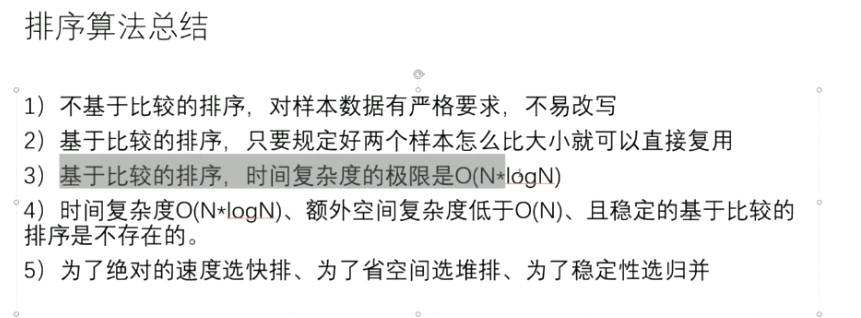 排序算法总结
1）不基于比较的排序，对样本数据有严格要求，不易改写
2）基于比较的排序，只要规定好两个样本怎么比大小就可以直接复用
3）基于比较的排序，时间复杂度的极限是O(N*logN)
4）时间复杂度O(N*logN)、额外空间复杂度低于O(N)、且稳定的基于比较的
排序是不存在的。
5）为了绝对的速度选快排、为了省空间选堆排、为了稳定性选归并